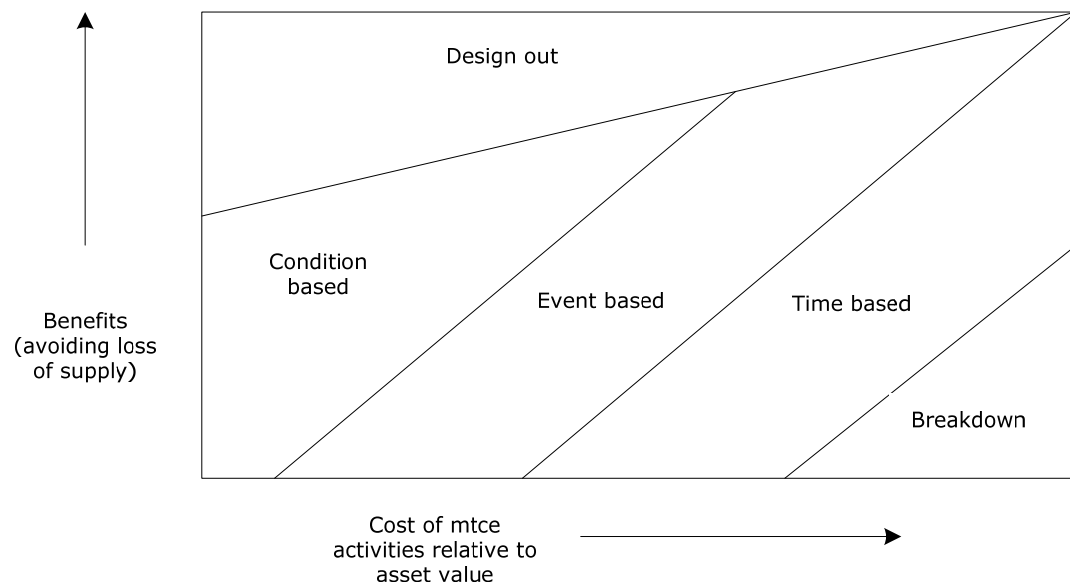 Design out
Condition
based
Event based
Time based
Benefits
(avoiding loss
of supply)
Breakdown
Cost of mtce
activities relative to
asset value